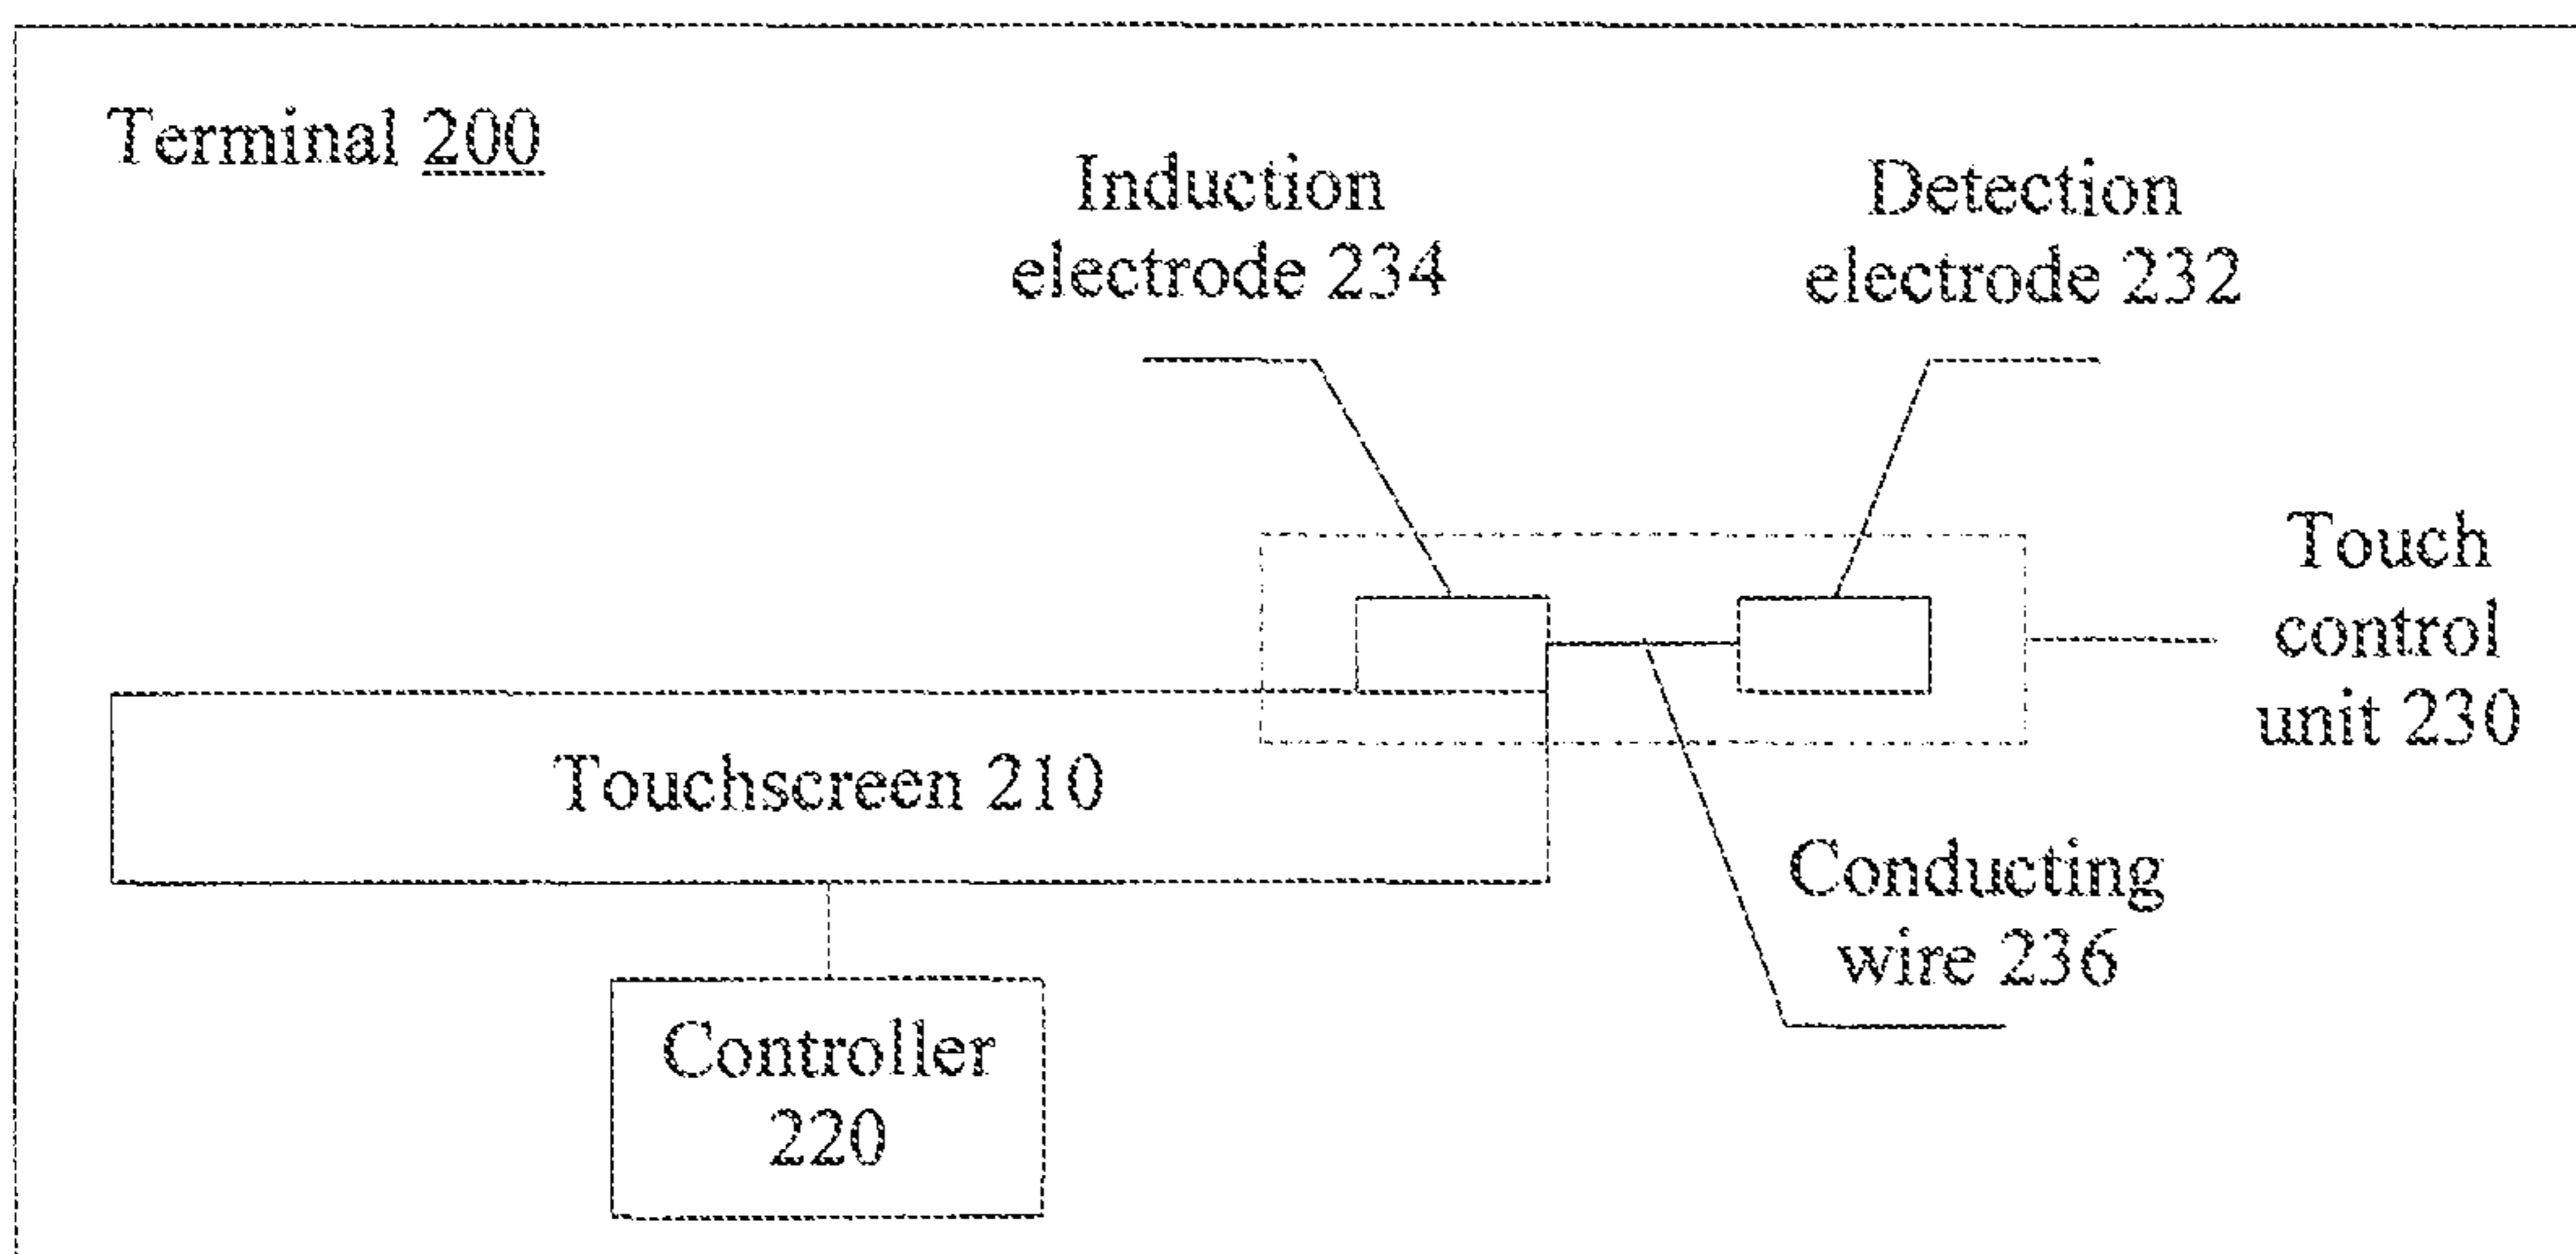 Terminal 200
Induction
electrode 234
Detection
electrode 232
Touch
control
unit 230
Touchscreen 210
Conducting
wire 236
Controller
220